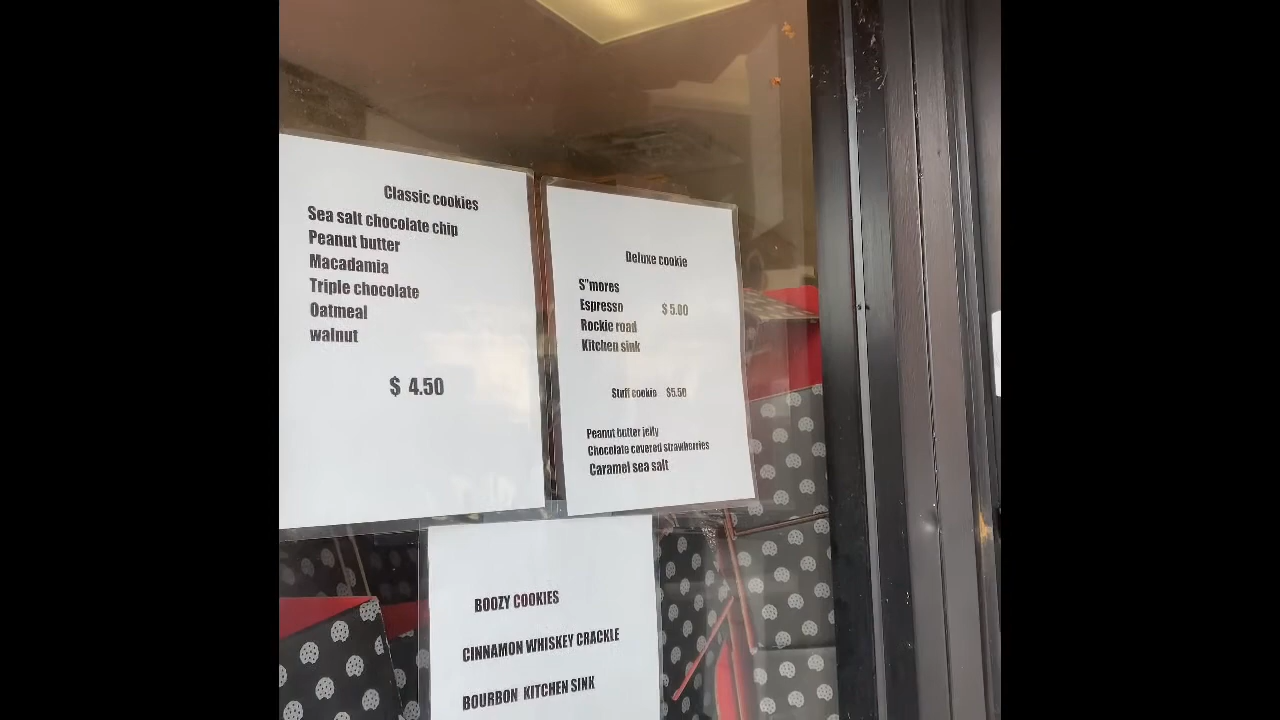 Classic cookies
Sea salt chocolate chip
Peanut butter
Macadamia
Triple chocolate
Oatmeal
walnut
$ 4.50
Deluxe cookie
S"mores
Espresso $ 5.00
Rockie road
Kitchen sink
Stuff cookie $5.50
Peanut butter jelly
Chocolate covered strawberries
Caramel sea salt
BOOZY COOKIES
CINNAMON WHISKEY CRACKLE
BOURBON KITCHEN SINK